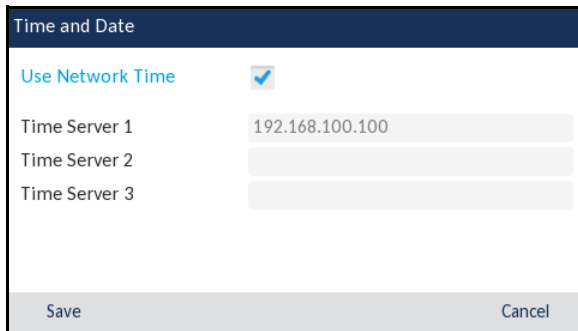 Time and Date
Use Network Time
Time Server 1 192.168.100.100
Time Server 2
Time Server 3
Save Cancel